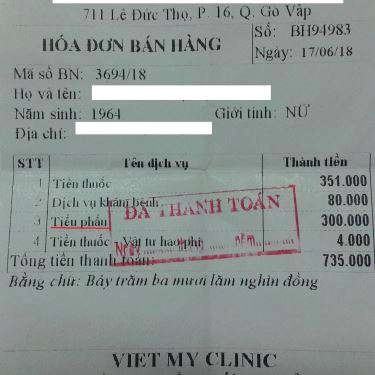 711 Lê Đức Thọ, P. 16, Q. Gò Vấp
HÓA ĐƠN BÁN HÀNG
Số: BH94983
Ngày: 17/06/18
Mã số BN: 3694/18
Họ và tên:
Năm sinh: 1964 Giới tính: NỮ
Địa chỉ:
STT Tên dịch vụ Thành tiền
1 Tiền thuốc 351.000
2 Dịch vụ khám bệnh 80.000
3 Tiểu phẫu 300.000
4 Tiền thuốc Vật tư hao phí 4.000
Tổng tiền thanh toán: 735.000
ĐÃ THANH TOÁN
Ngày năm
Bằng chữ: Bảy trăm ba mươi lăm nghìn đồng
VIET MY CLINIC